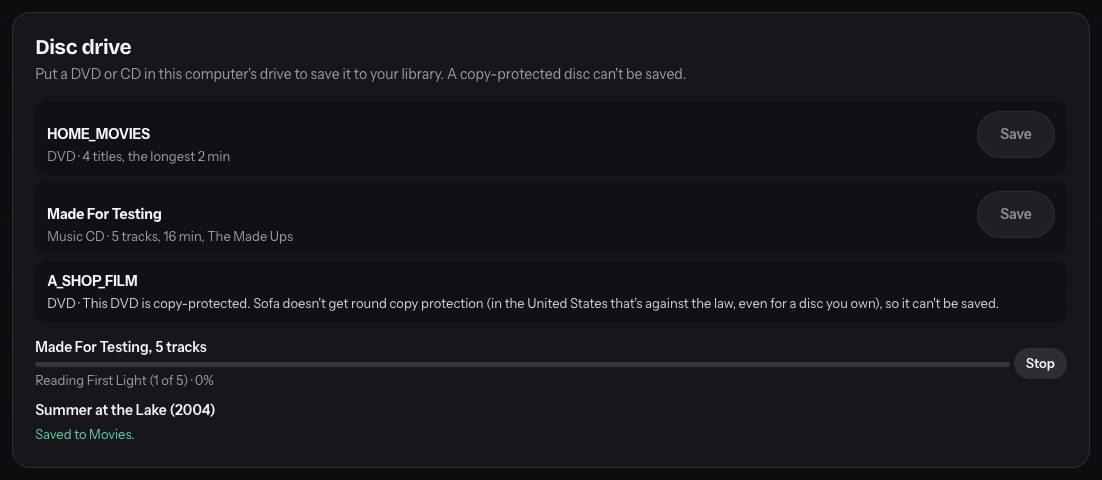 Disc drive
Put a DVD or CD in this computer's drive to save it to your library. A copy-protected disc can't be saved.
HOME_MOVIES
Save
DVD · 4 titles, the longest 2 min
Made For Testing
Save
Music CD · 5 tracks, 16 min, The Made Ups
A_SHOP_FILM
DVD · This DVD is copy-protected. Sofa doesn't get round copy protection (in the United States that's against the law, even for a disc you own), so it can't be saved.
Made For Testing, 5 tracks
Stop
Reading First Light (1 of 5) · 0%
Summer at the Lake (2004)
Saved to Movies.